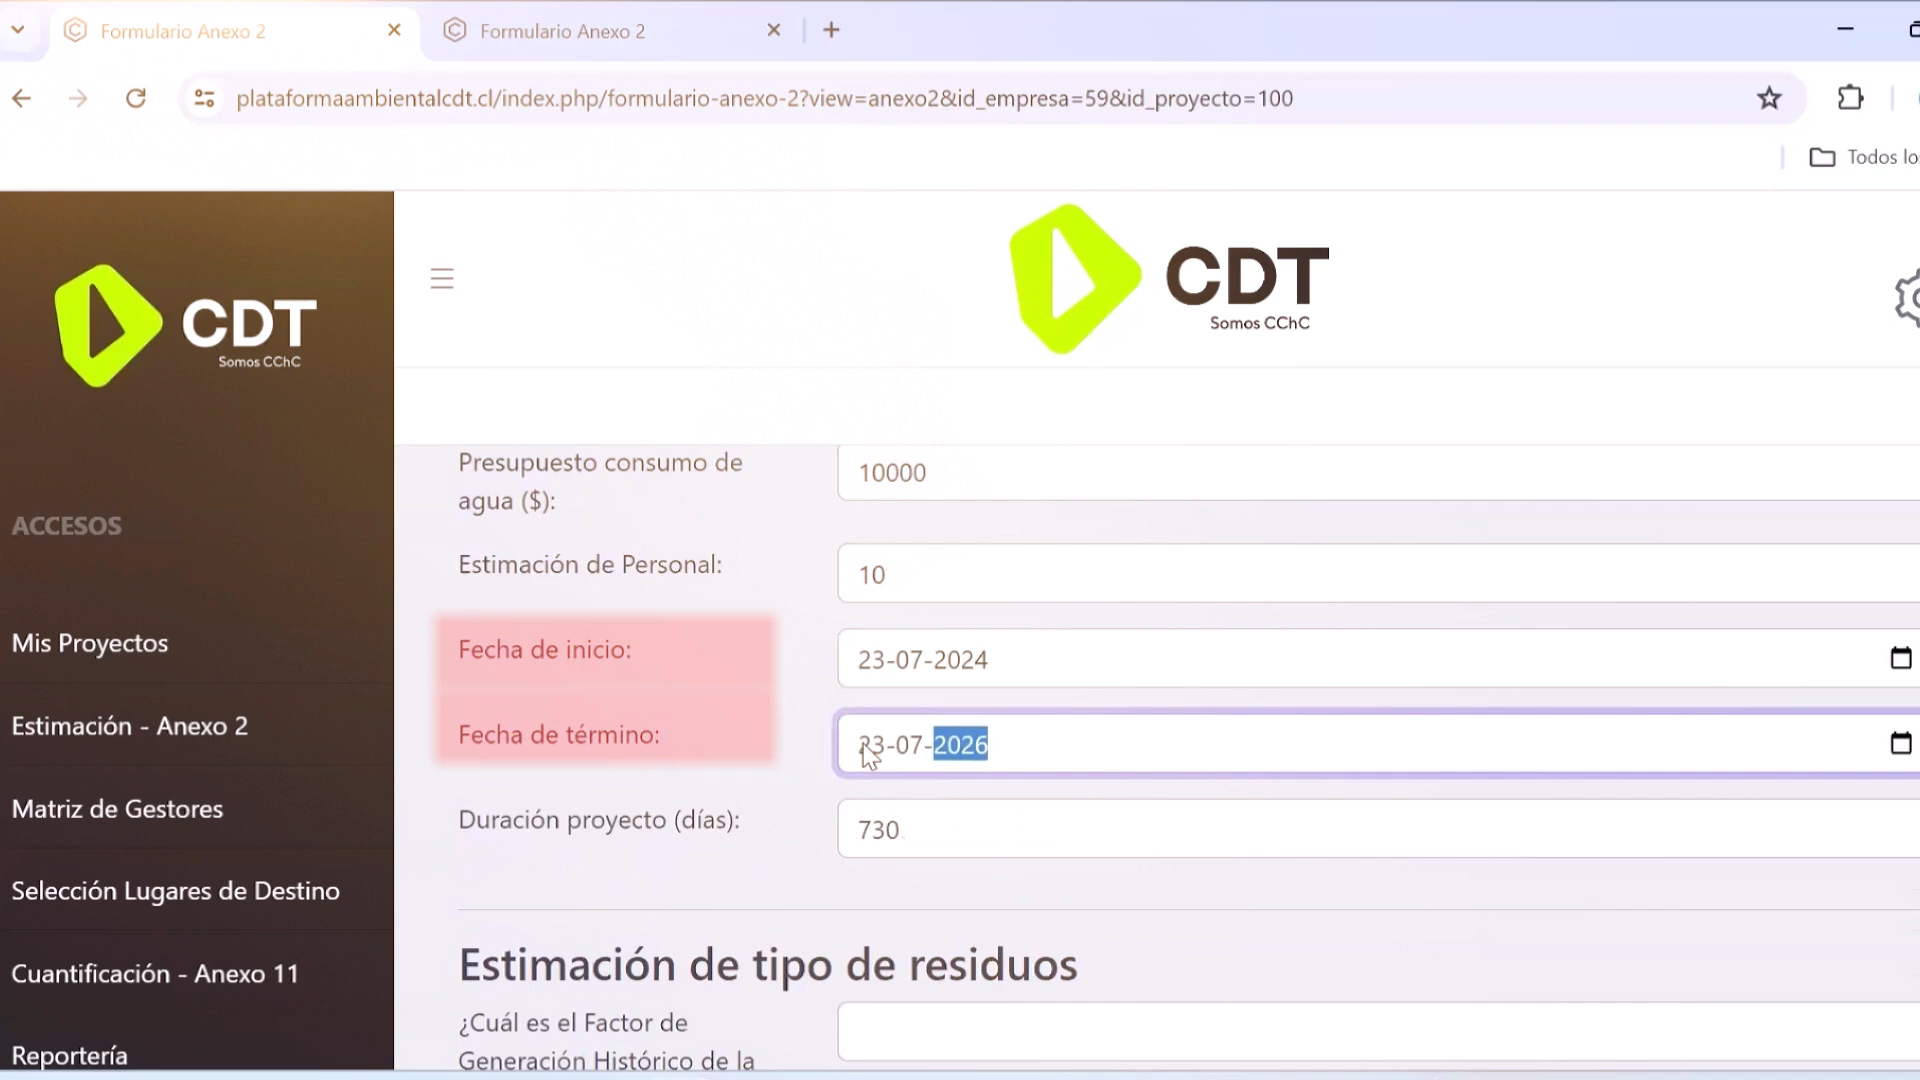 Formulario Anexo 2
Formulario Anexo 2
plataformaambientalcdt.cl/index.php/formulario-anexo-2?view=anexo2&id_empresa=59&id_proyecto=100
Todos lo
CDT
Somos CChC
CDT
Somos CChC
ACCESOS
Mis Proyectos
Estimación - Anexo 2
Matriz de Gestores
Selección Lugares de Destino
Cuantificación - Anexo 11
Reportería
Presupuesto consumo de
agua ($):
10000
Estimación de Personal:
10
Fecha de inicio:
23-07-2024
Fecha de término:
23-07-2026
Duración proyecto (días):
730
Estimación de tipo de residuos
¿Cuál es el Factor de
Generación Histórico de la